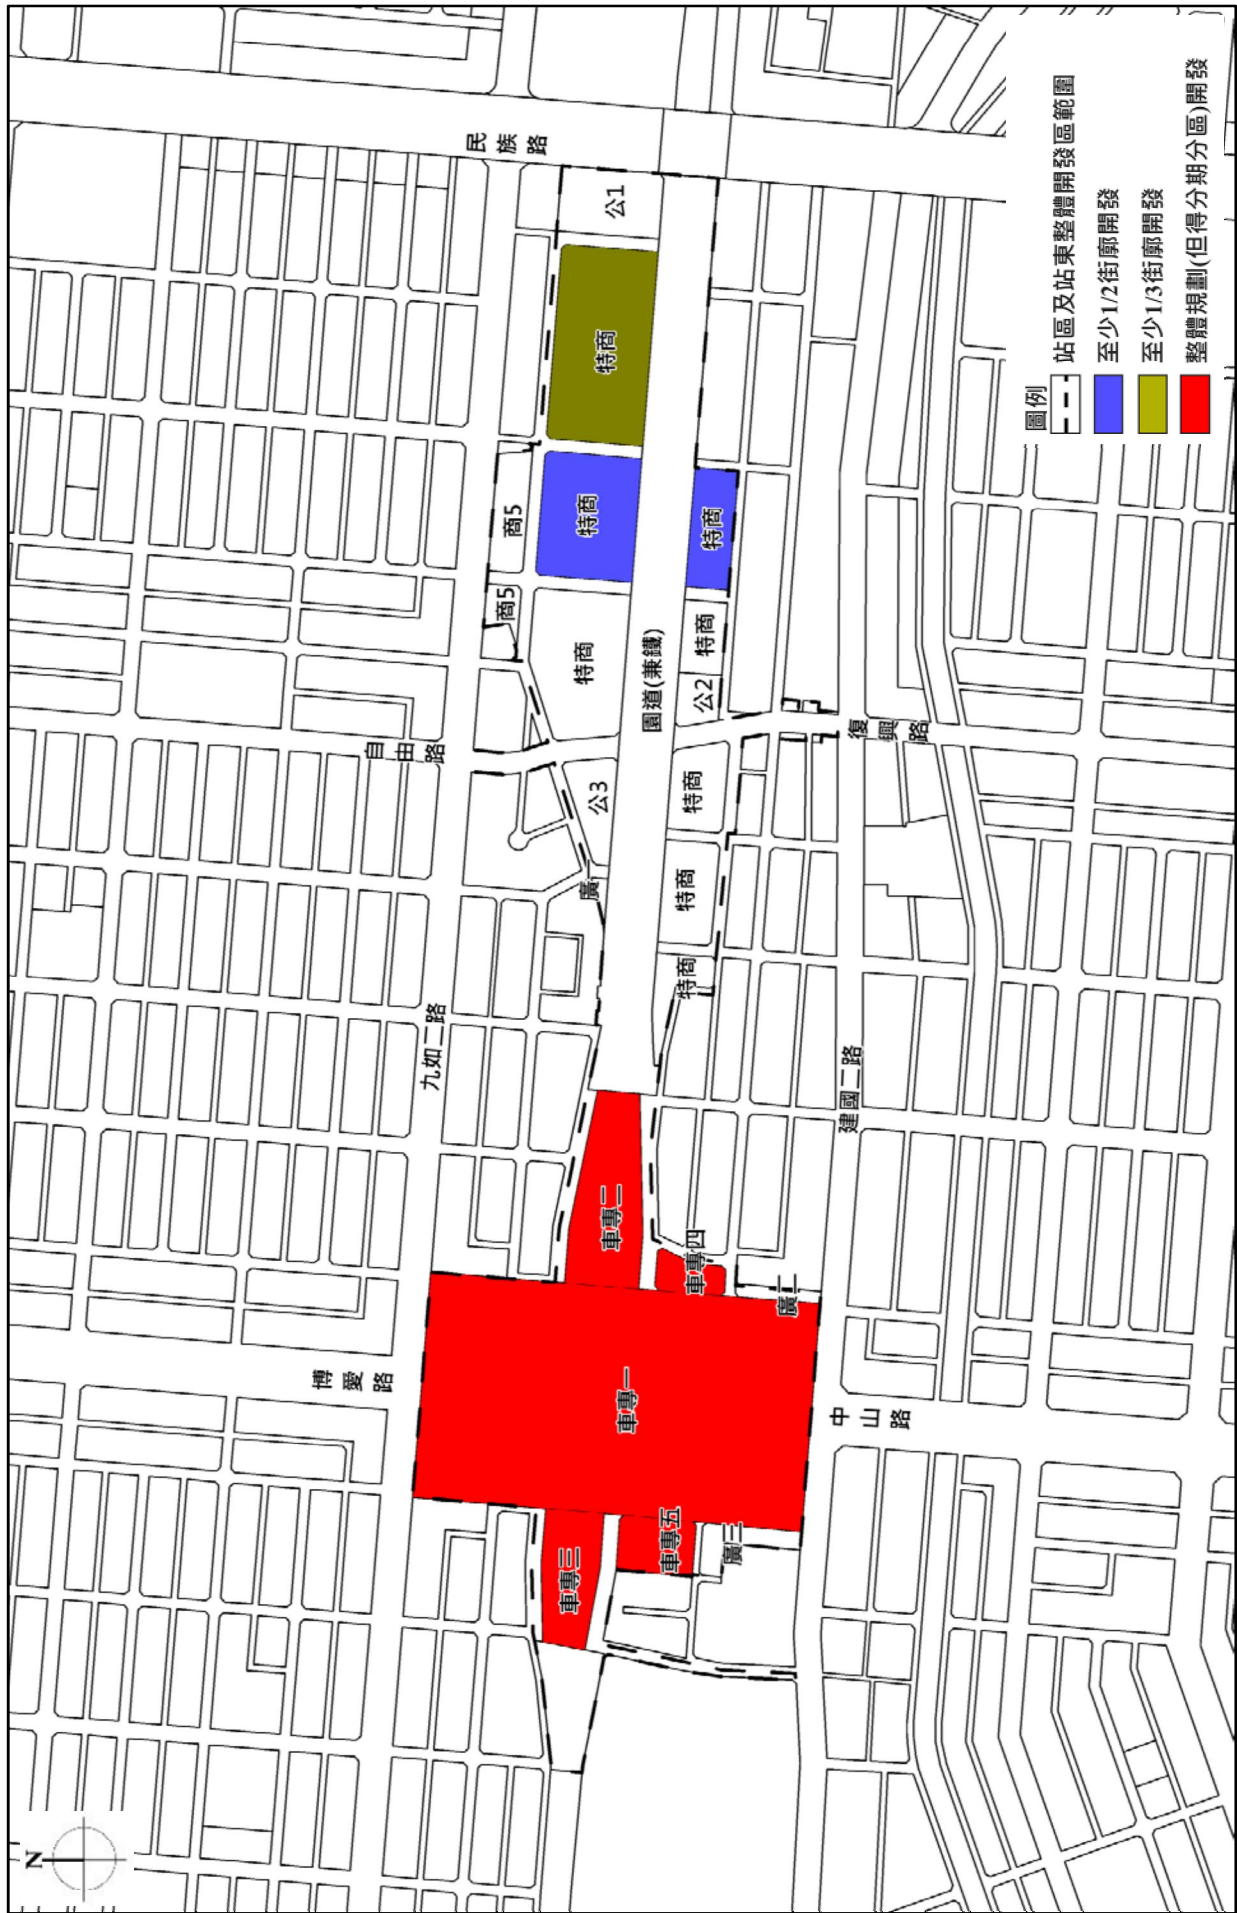 N
民族路
公1
特商
商5
特商
特商
商5
特商
特商
公2
園道(兼鐵)
自由路
復興路
公3
特商
廣一
特商
特商
九如二路
建國二路
車專二
車專四
廣二
博愛路
車專一
中山路
車專三
車專五
廣三
圖例
站區及站東整體開發區範圍
至少1/2街廓開發
至少1/3街廓開發
整體規劃(但得分期分區)開發